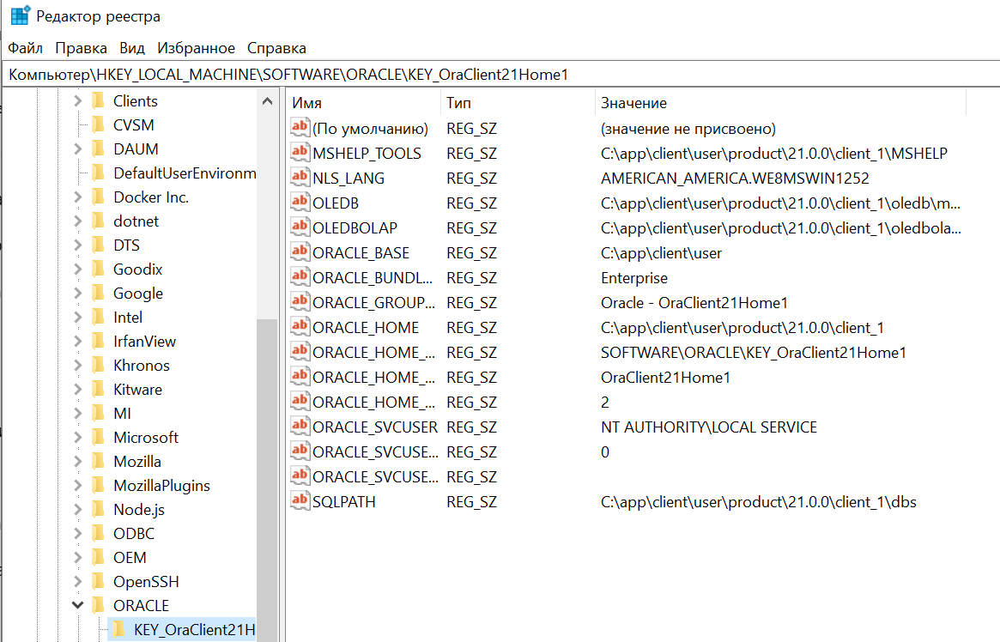 Редактор реестра
Файл Правка Вид Избранное Справка
Компьютер\HKEY_LOCAL_MACHINE\SOFTWARE\ORACLE\KEY_OraClient21Home1
Clients
CVSM
DAUM
DefaultUserEnvironm
Docker Inc.
dotnet
DTS
Goodix
Google
Intel
IrfanView
Khronos
Kitware
MI
Microsoft
Mozilla
MozillaPlugins
Node.js
ODBC
OEM
OpenSSH
ORACLE
KEY_OraClient21H
Имя Тип Значение
(По умолчанию) REG_SZ (значение не присвоено)
MSHELP_TOOLS REG_SZ C:\app\client\user\product\21.0.0\client_1\MSHELP
NLS_LANG REG_SZ AMERICAN_AMERICA.WE8MSWIN1252
OLEDB REG_SZ C:\app\client\user\product\21.0.0\client_1\oledb\m...
OLEDBOLAP REG_SZ C:\app\client\user\product\21.0.0\client_1\oledbola...
ORACLE_BASE REG_SZ C:\app\client\user
ORACLE_BUNDL... REG_SZ Enterprise
ORACLE_GROUP... REG_SZ Oracle - OraClient21Home1
ORACLE_HOME REG_SZ C:\app\client\user\product\21.0.0\client_1
ORACLE_HOME_... REG_SZ SOFTWARE\ORACLE\KEY_OraClient21Home1
ORACLE_HOME_... REG_SZ OraClient21Home1
ORACLE_HOME_... REG_SZ 2
ORACLE_SVCUSER REG_SZ NT AUTHORITY\LOCAL SERVICE
ORACLE_SVCUSE... REG_SZ 0
ORACLE_SVCUSE... REG_SZ
SQLPATH REG_SZ C:\app\client\user\product\21.0.0\client_1\dbs